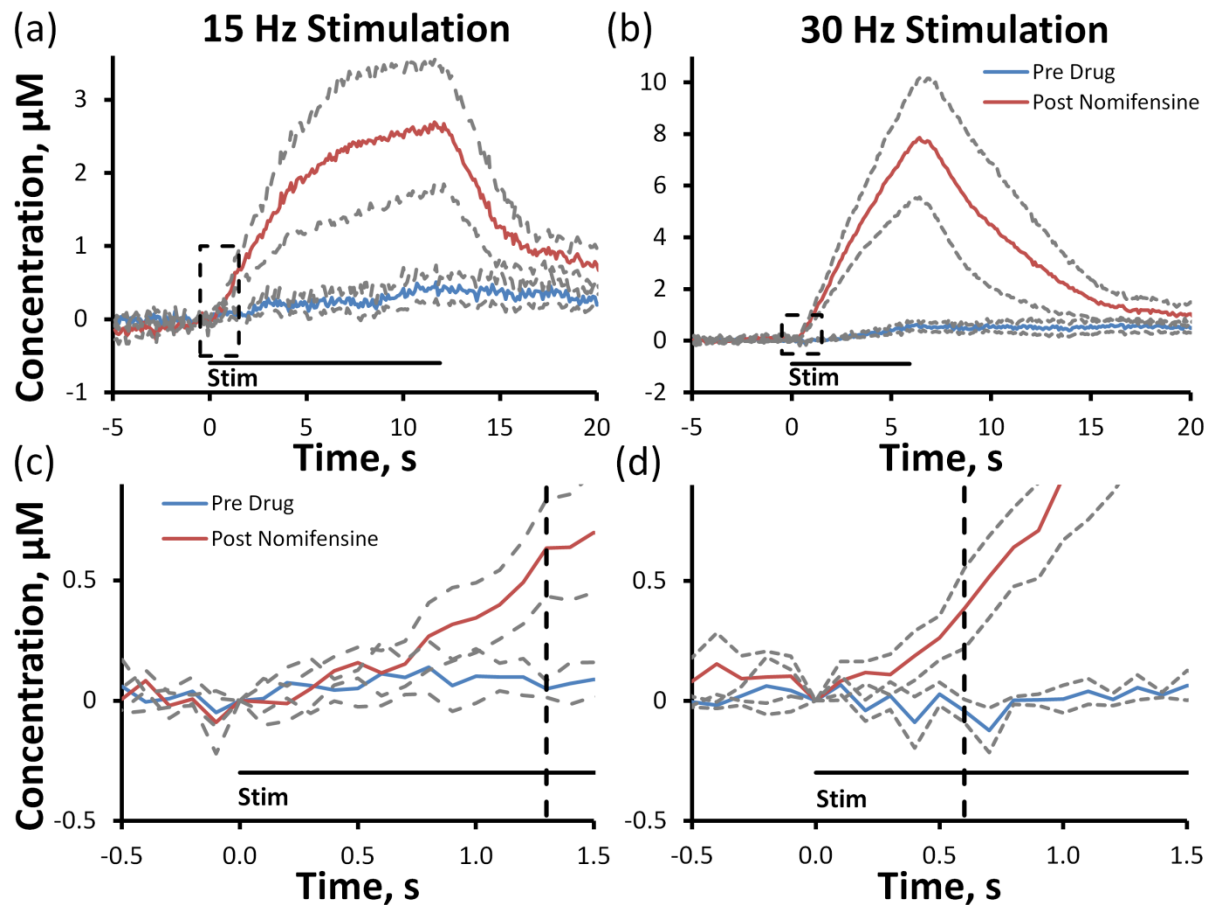 (a) 15 Hz Stimulation
(b) 30 Hz Stimulation
Concentration, µM
3
2
1
0
-1
Stim
-5 0 5 10 15 20
Time, s
10
8
6
4
2
0
-2
Pre Drug
Post Nomifensine
Stim
-5 0 5 10 15 20
Time, s
(c)
Concentration, µM
0.5
0
-0.5
Pre Drug
Post Nomifensine
Stim
-0.5 0.0 0.5 1.0 1.5
Time, s
(d)
0.5
0
-0.5
Stim
-0.5 0.0 0.5 1.0 1.5
Time, s